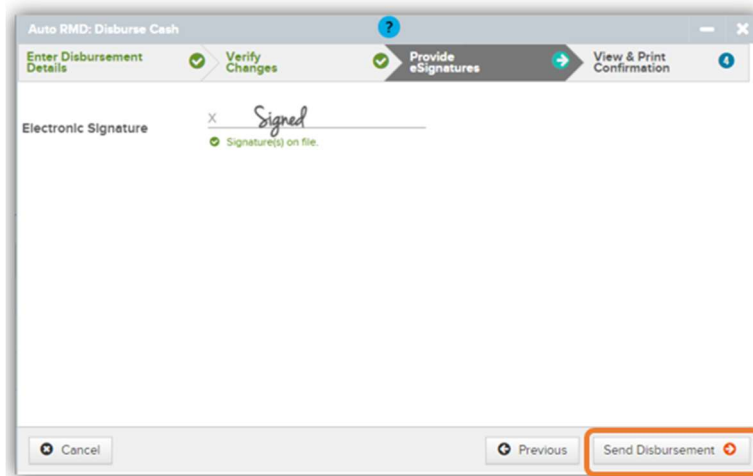 Auto RMD: Disburse Cash
?
Enter Disbursement
Details
Verify
Changes
Provide
eSignatures
View & Print
Confirmation
4
Electronic Signature
X Signed
Signature(s) on file.
Cancel
Previous
Send Disbursement